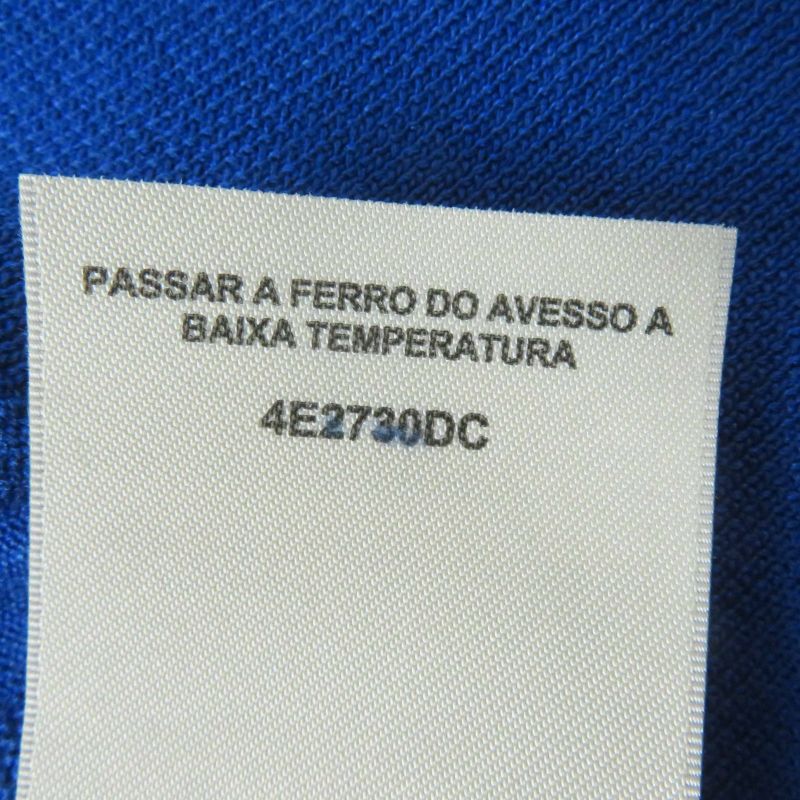 PASSAR A FERRO DO AVESSO A
BAIXA TEMPERATURA
4E2730DC